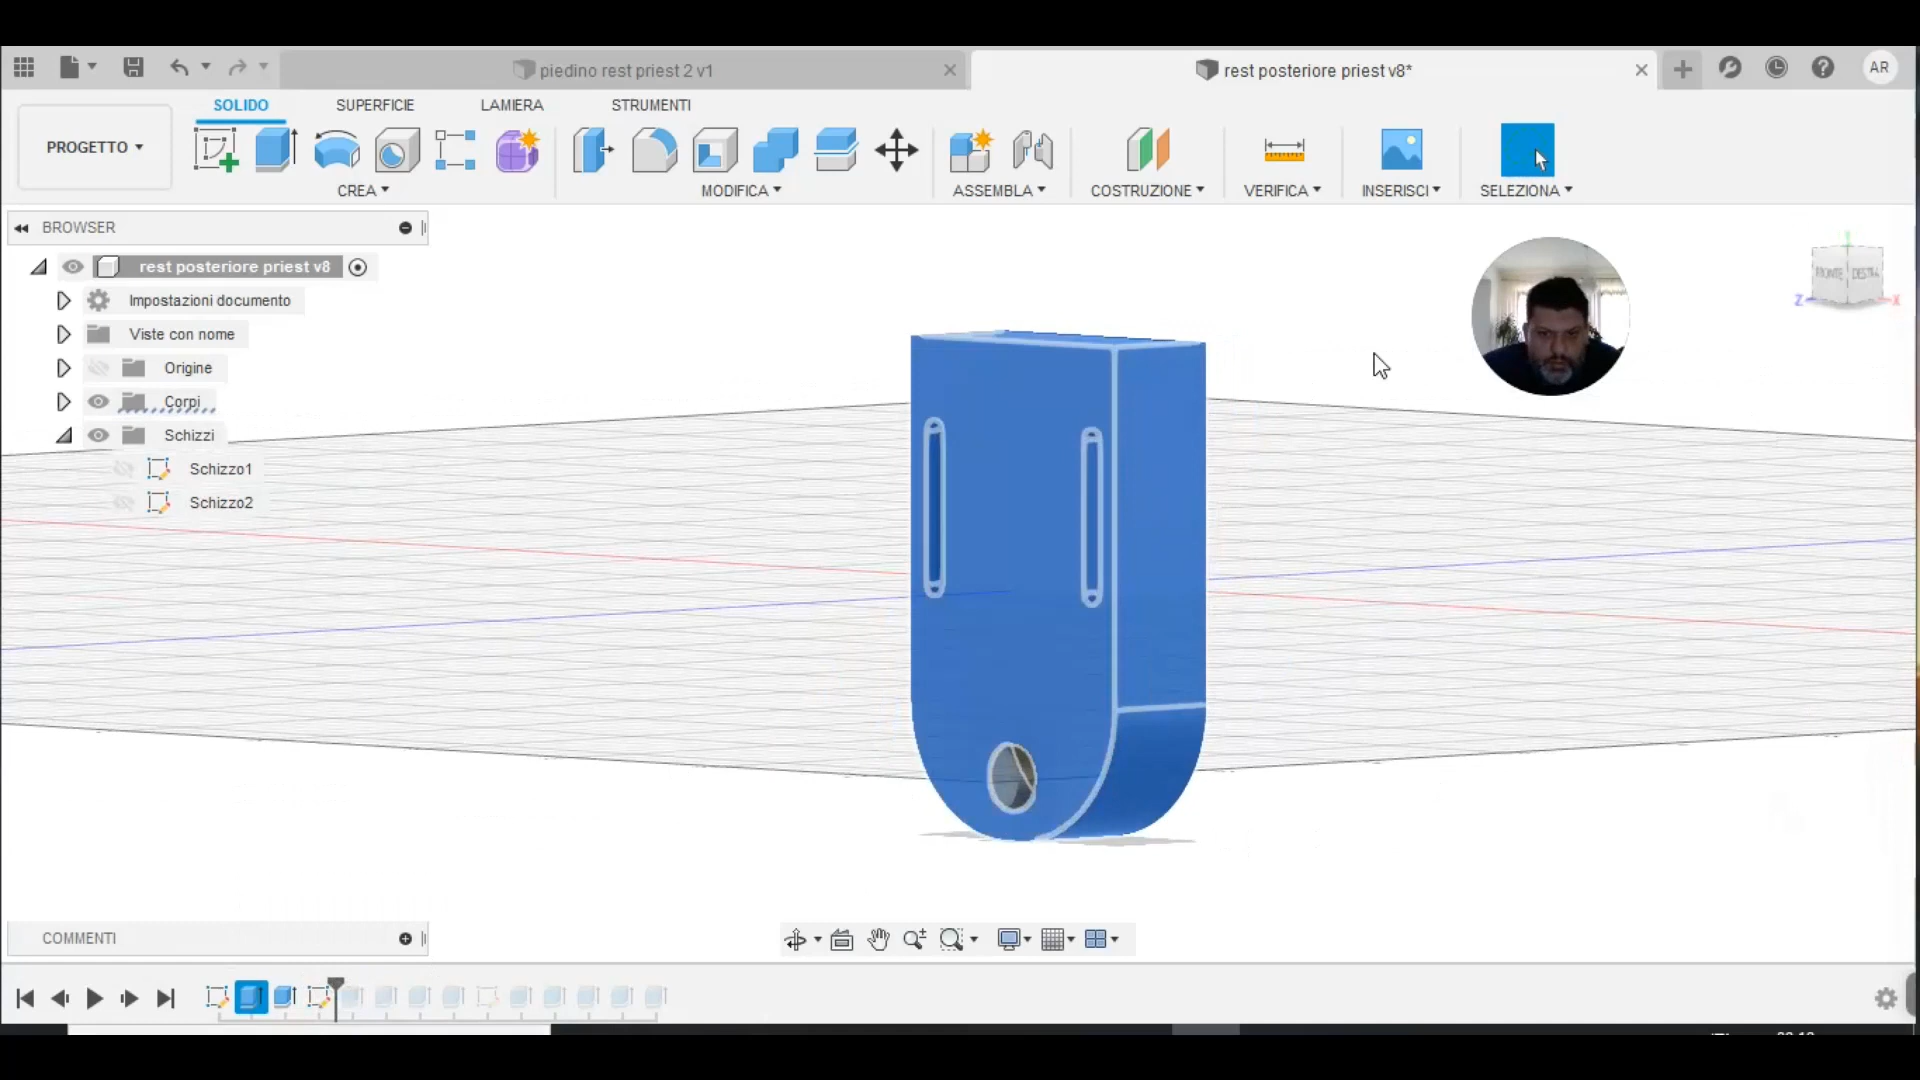 piedino rest priest 2 v1
rest posteriore priest v8*
AR
SOLIDO
SUPERFICIE
LAMIERA
STRUMENTI
PROGETTO
CREA
MODIFICA
ASSEMBLA
COSTRUZIONE
VERIFICA
INSERISCI
SELEZIONA
BROWSER
rest posteriore priest v8
Impostazioni documento
Viste con nome
Origine
Corpi
Schizzi
Schizzo1
Schizzo2
FRONTE
DESTRA
Z
X
COMMENTI